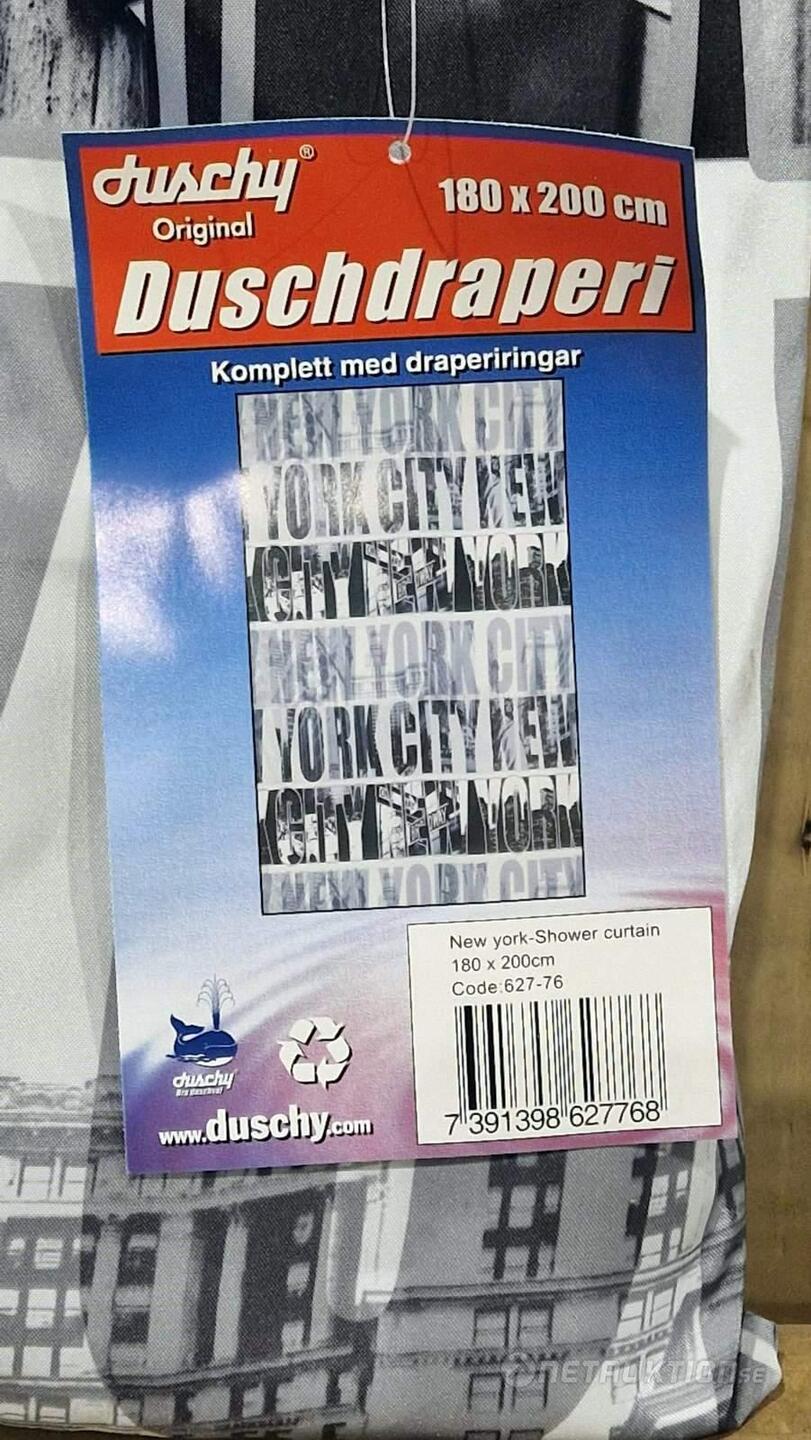 duschy®
Original
180 x 200 cm
Duschdraperi
Komplett med draperiringar
NEW YORK CITY
YORK CITY NEW
CITY NEW YORK
NEW YORK CITY
YORK CITY NEW
CITY NEW YORK
NEW YORK CITY
New york-Shower curtain
180 x 200cm
Code:627-76
7 391398 627768
duschy
www.duschy.com
NETAUKTION.SE